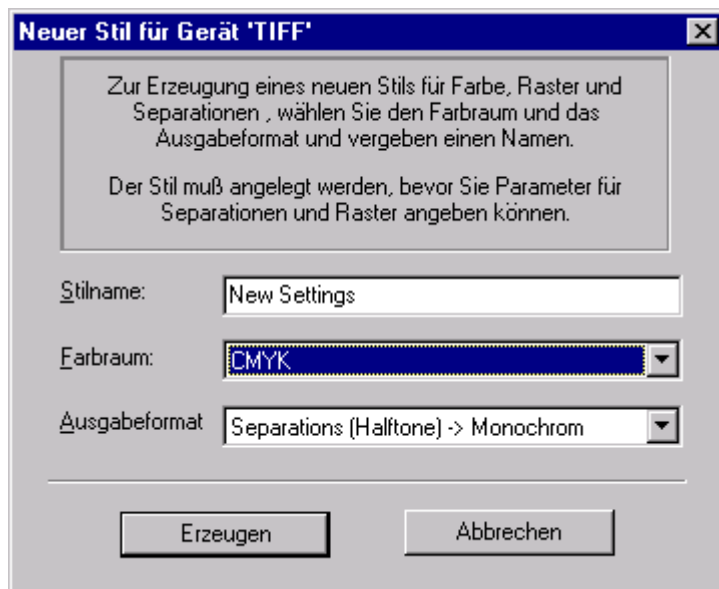 Neuer Stil für Gerät 'TIFF'
Zur Erzeugung eines neuen Stils für Farbe, Raster und
Separationen , wählen Sie den Farbraum und das
Ausgabeformat und vergeben einen Namen.
Der Stil muß angelegt werden, bevor Sie Parameter für
Separationen und Raster angeben können.
Stilname: New Settings
Farbraum: CMYK
Ausgabeformat Separations (Halftone) -> Monochrom
Erzeugen Abbrechen